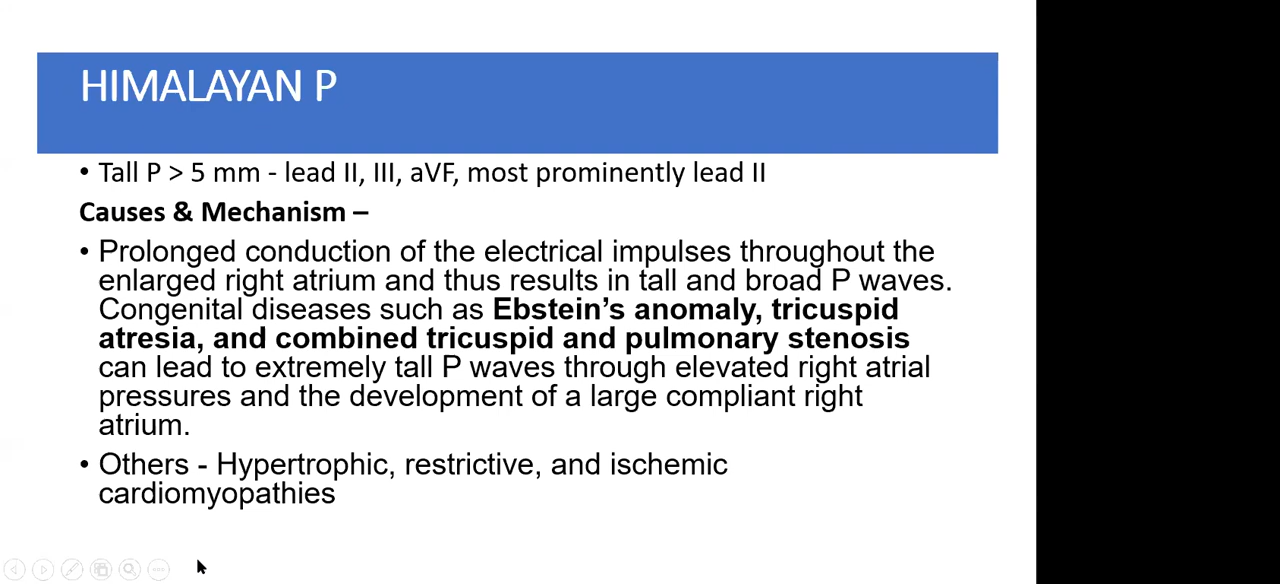 HIMALAYAN P
• Tall P > 5 mm - lead II, III, aVF, most prominently lead II
Causes & Mechanism –
• Prolonged conduction of the electrical impulses throughout the
enlarged right atrium and thus results in tall and broad P waves.
Congenital diseases such as Ebstein’s anomaly, tricuspid
atresia, and combined tricuspid and pulmonary stenosis
can lead to extremely tall P waves through elevated right atrial
pressures and the development of a large compliant right
atrium.
• Others - Hypertrophic, restrictive, and ischemic
cardiomyopathies